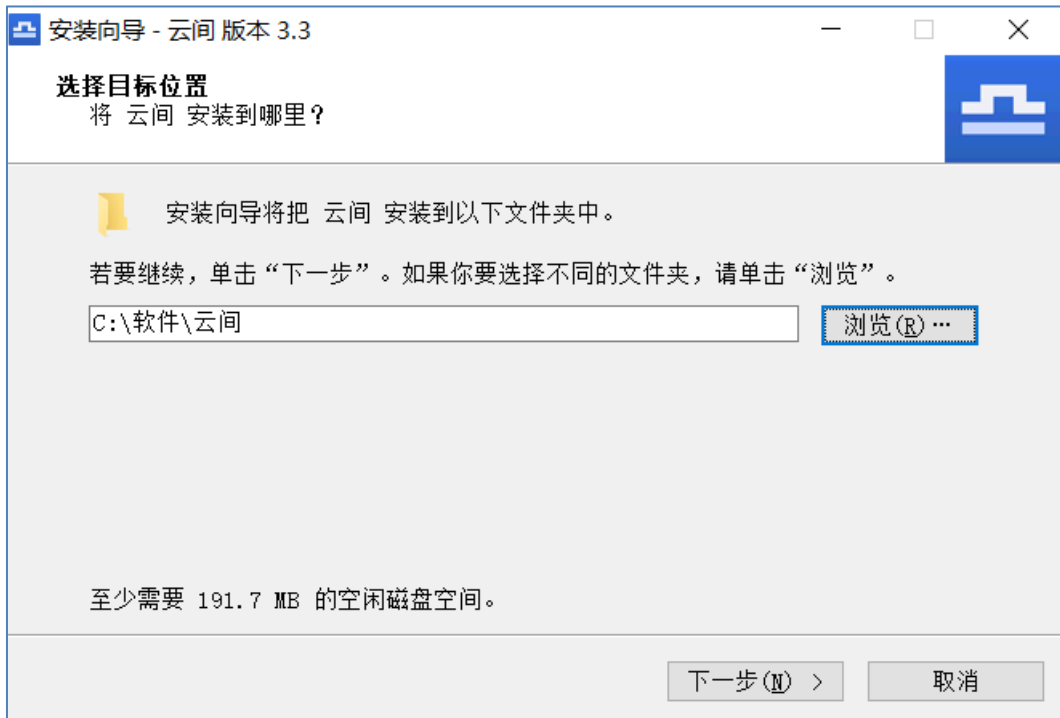 安装向导 - 云间 版本 3.3
选择目标位置
将 云间 安装到哪里？
安装向导将把 云间 安装到以下文件夹中。
若要继续，单击“下一步”。如果你要选择不同的文件夹，请单击“浏览”。
C:\软件\云间
浏览(R)…
至少需要 191.7 MB 的空闲磁盘空间。
下一步(N) >
取消